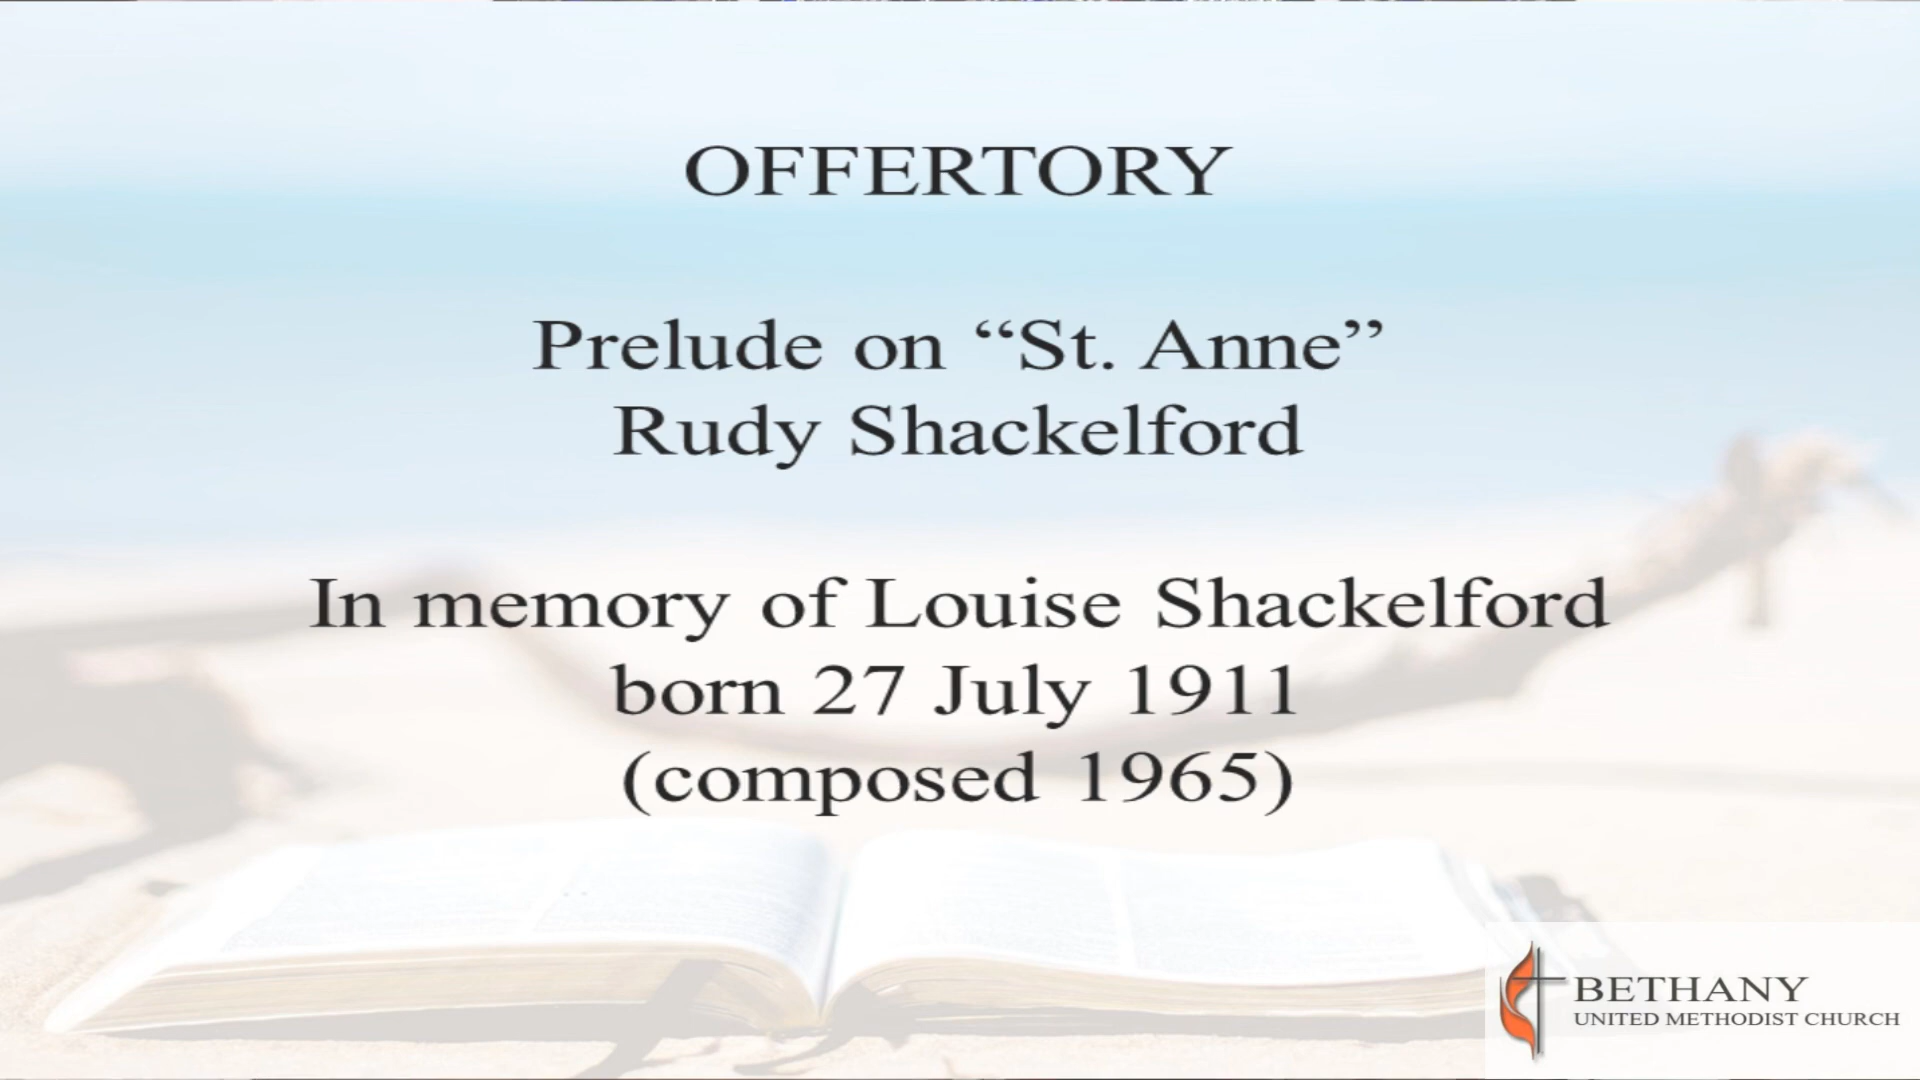 OFFERTORY
Prelude on “St. Anne”
Rudy Shackelford
In memory of Louise Shackelford
born 27 July 1911
(composed 1965)
BETHANY
UNITED METHODIST CHURCH